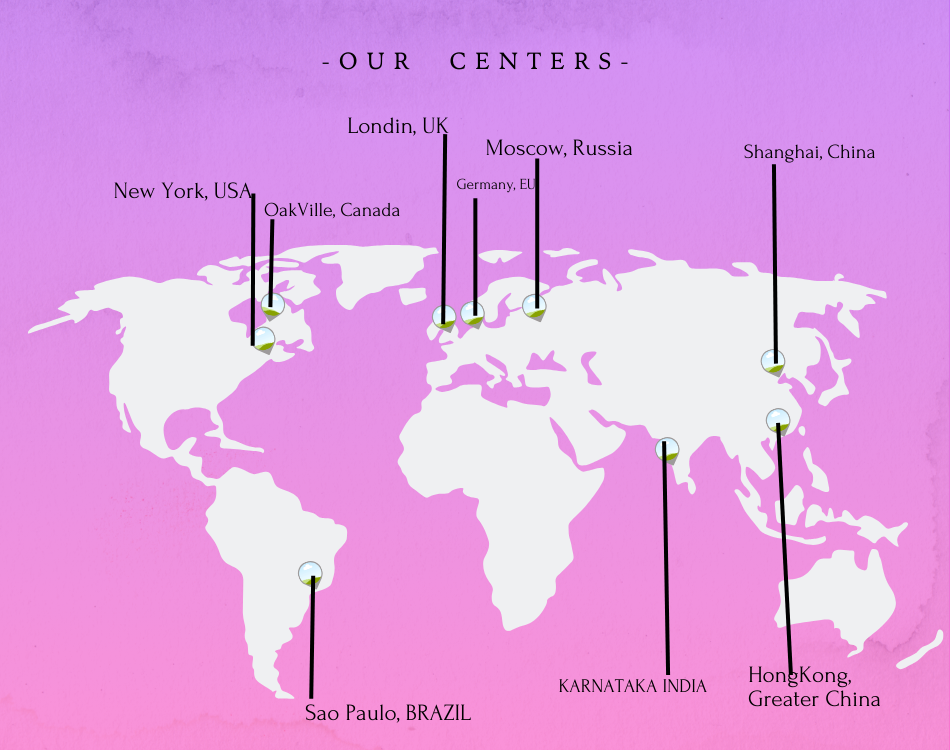 -OUR CENTERS-
Londin, UK
Moscow, Russia
Shanghai, China
Germany, EU
New York, USA
OakVille, Canada
HongKong,
Greater China
KARNATAKA INDIA
Sao Paulo, BRAZIL